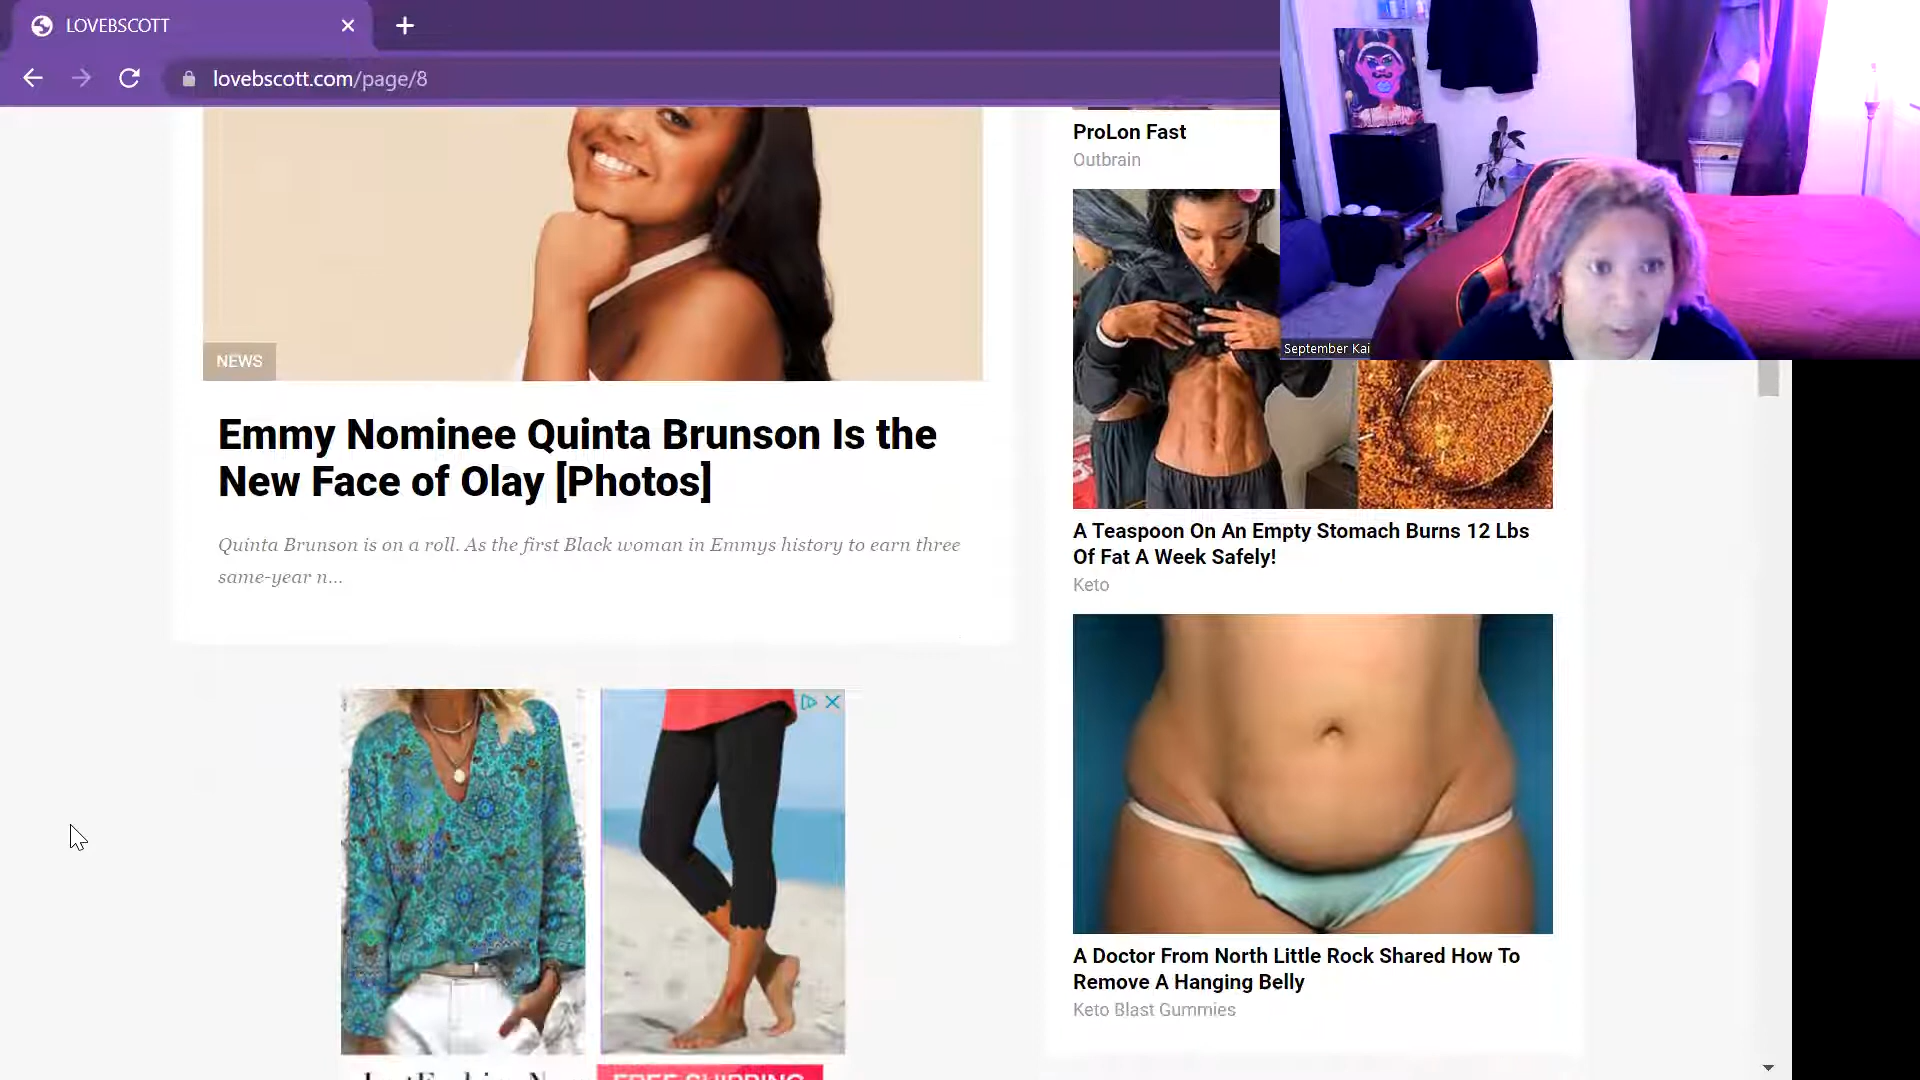 LOVEBSCOTT
lovebscott.com/page/8
NEWS
Emmy Nominee Quinta Brunson Is the
New Face of Olay [Photos]
Quinta Brunson is on a roll. As the first Black woman in Emmys history to earn three
same-year n...
ProLon Fast
Outbrain
September Kai
A Teaspoon On An Empty Stomach Burns 12 Lbs
Of Fat A Week Safely!
Keto
A Doctor From North Little Rock Shared How To
Remove A Hanging Belly
Keto Blast Gummies
FREE SHIPPING